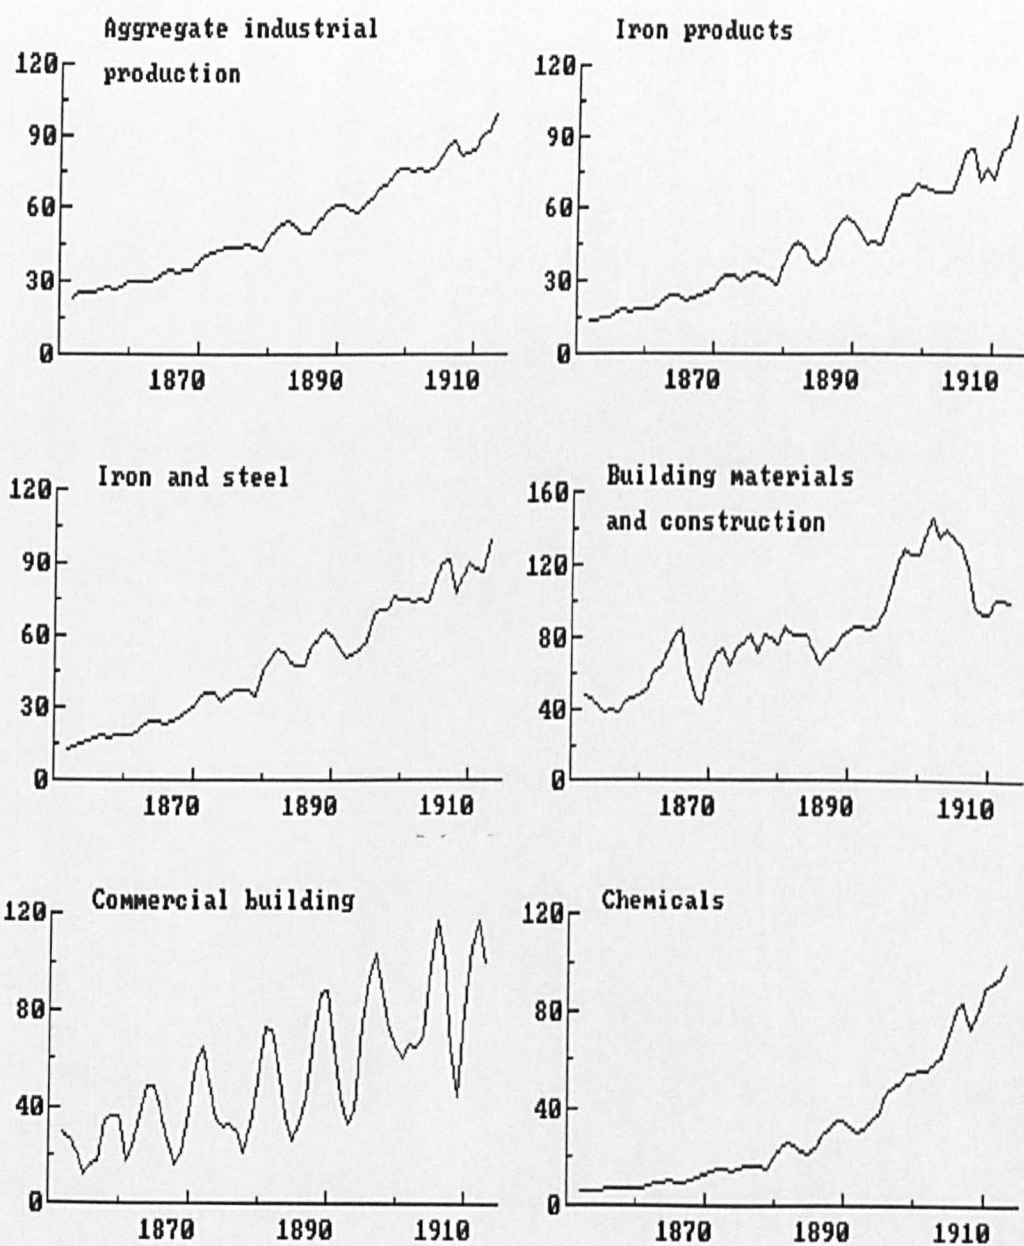 Aggregate industrial
production
120
90
60
30
0
1870 1890 1910
Iron products
120
90
60
30
0
1870 1890 1910
Iron and steel
120
90
60
30
0
1870 1890 1910
Building materials
and construction
160
120
80
40
0
1870 1890 1910
Commercial building
120
80
40
0
1870 1890 1910
Chemicals
120
80
40
0
1870 1890 1910